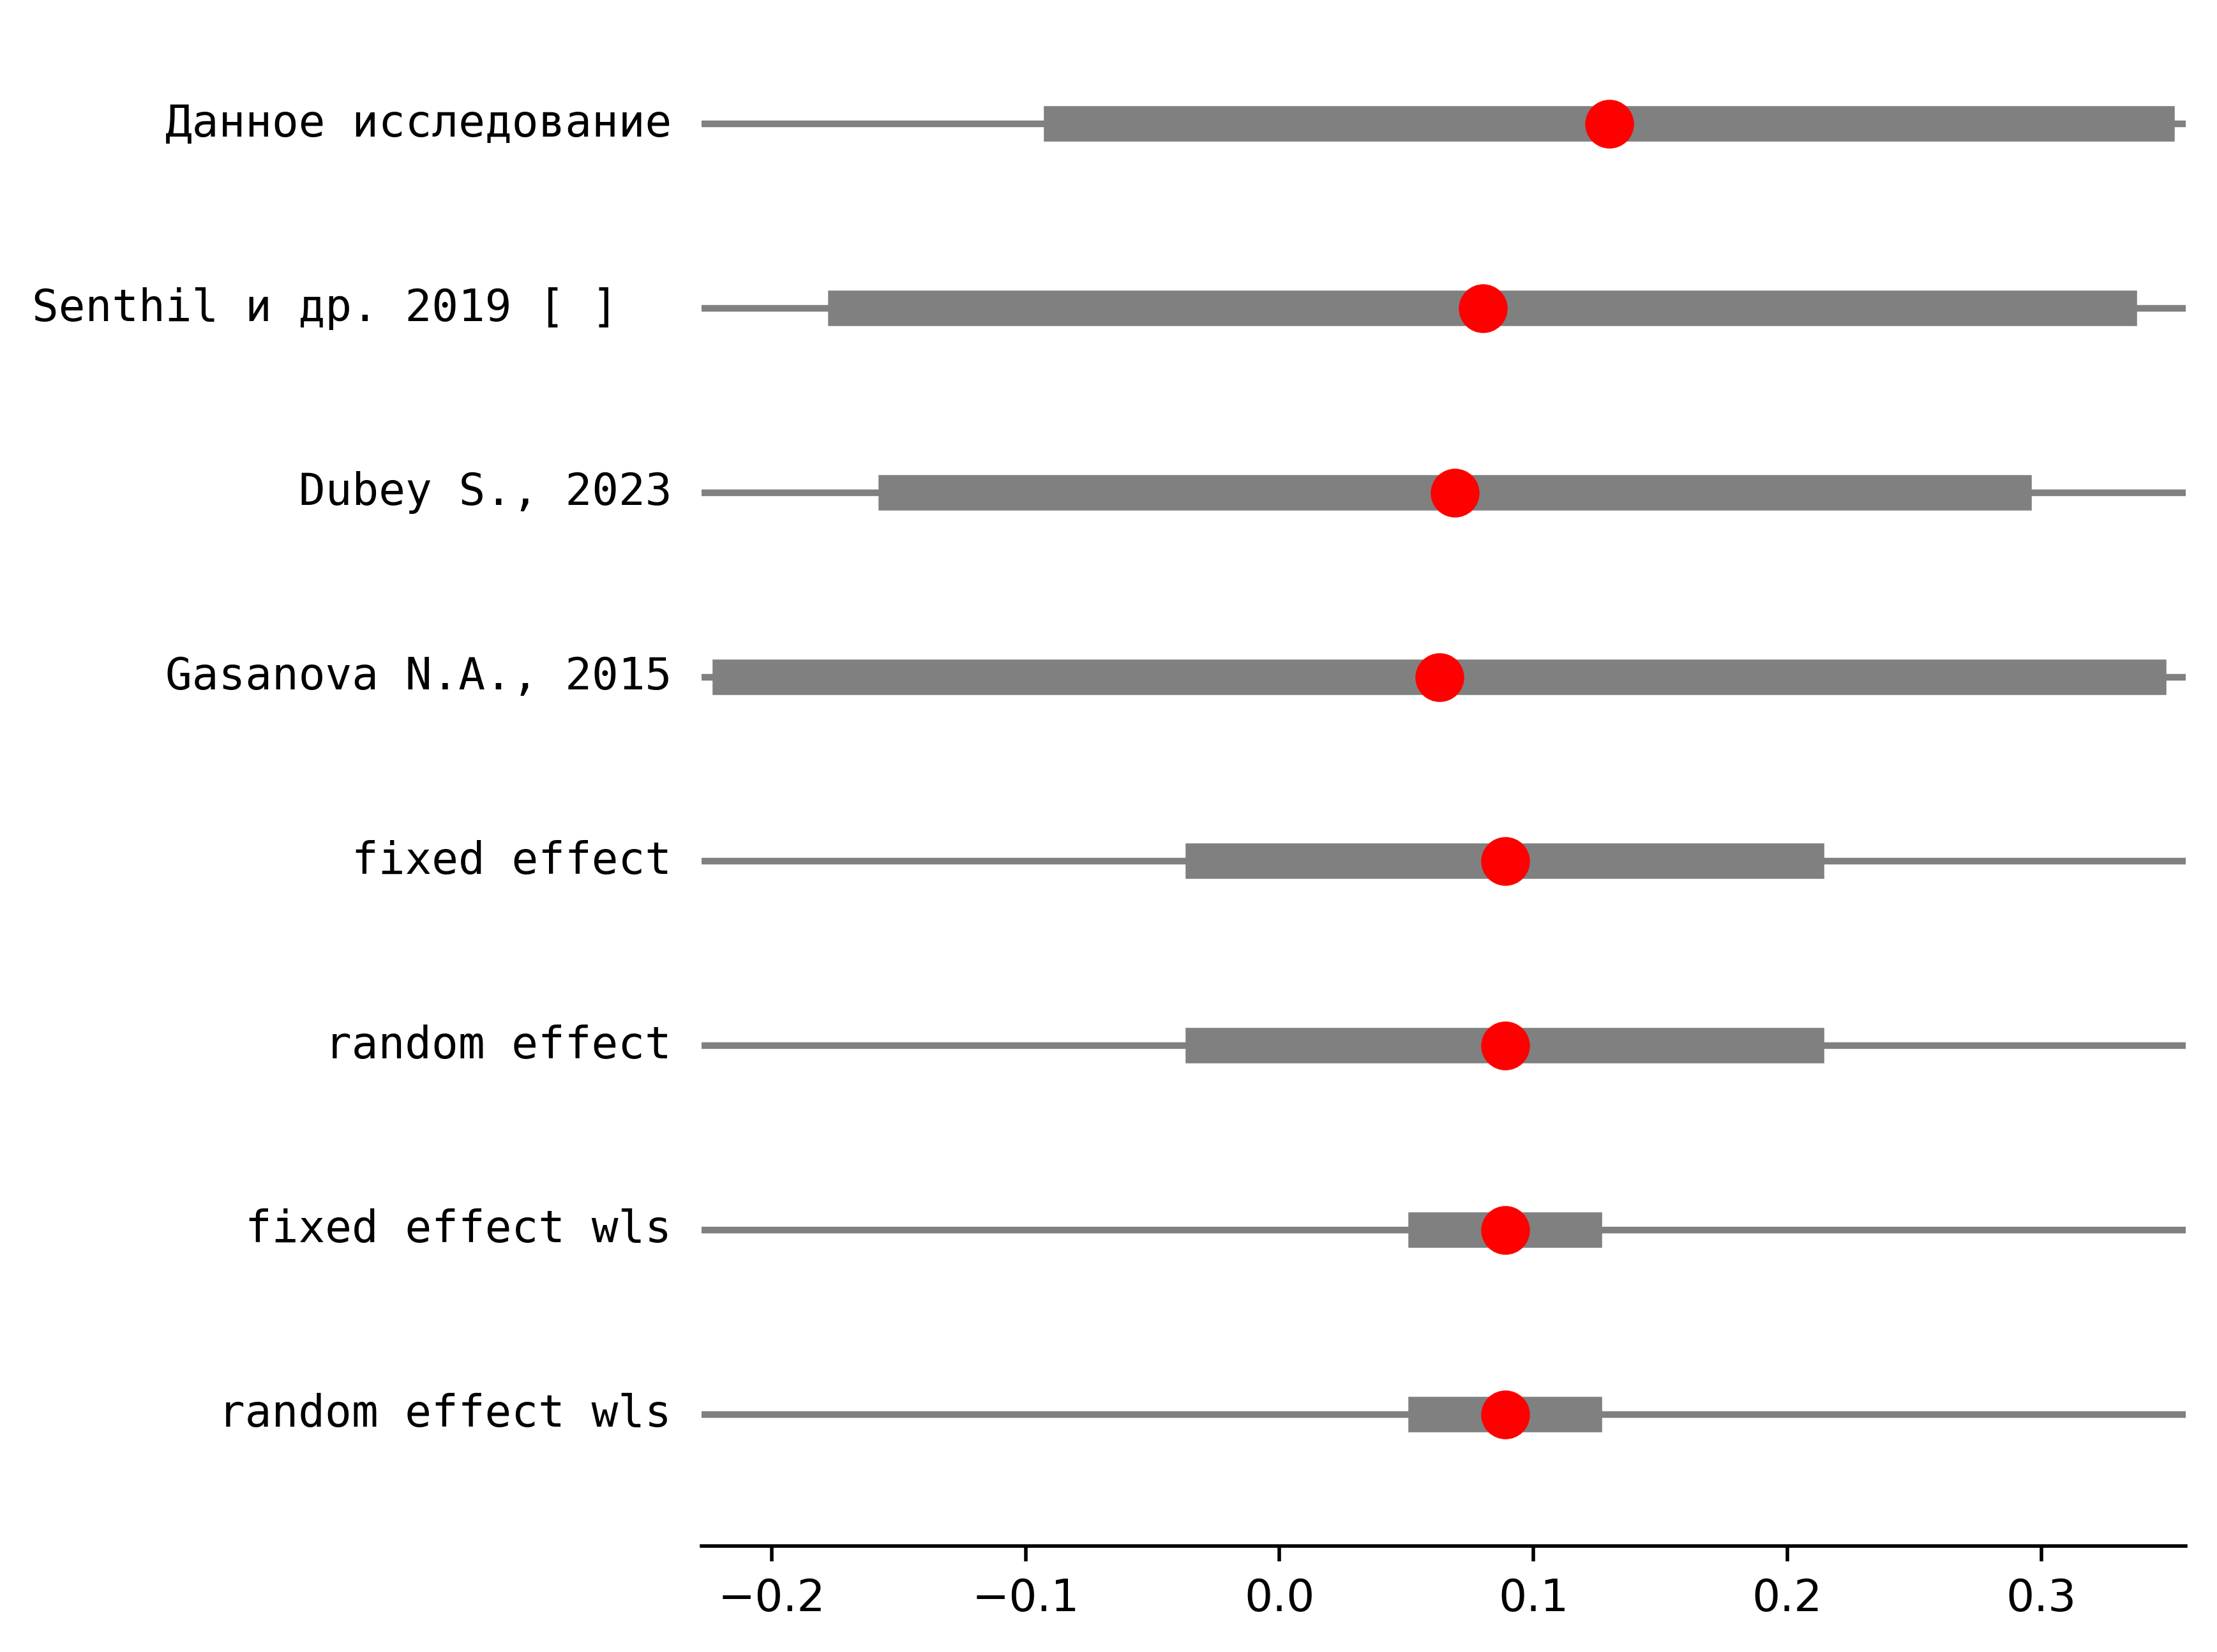 Данное исследование
Senthil и др. 2019 [ ]
Dubey S., 2023
Gasanova N.A., 2015
fixed effect
random effect
fixed effect wls
random effect wls
−0.2 −0.1 0.0 0.1 0.2 0.3